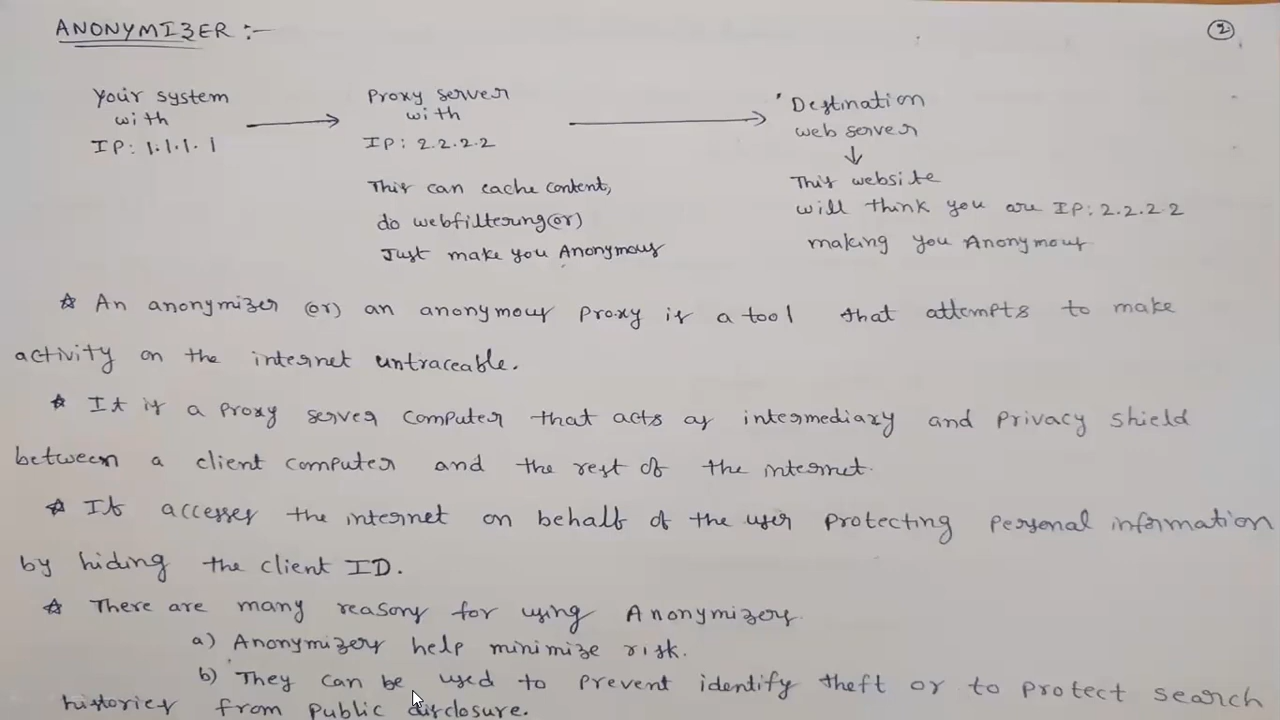 ANONYMIZER :-
2
Your system
with
IP: 1.1.1.1
Proxy server
with
IP: 2.2.2.2
This can cache content,
do webfiltering (or)
Just make you Anonymous
Destination
web server
This website
will think you are IP: 2.2.2.2
making you Anonymous
☆ An anonymizer (or) an anonymous proxy is a tool that attempts to make
activity on the internet untraceable.
☆ It is a proxy server computer that acts as intermediary and privacy shield
between a client computer and the rest of the internet.
☆ It accesses the internet on behalf of the user protecting personal information
by hiding the client ID.
☆ There are many reasons for using Anonymizers.
a) Anonymizers help minimize risk.
b) They can be used to prevent identify theft or to protect search
histories from public disclosure.